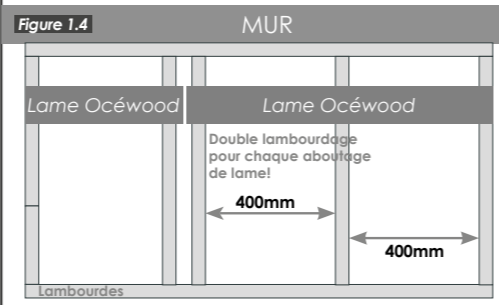 Figure 1.4
MUR
Lame Océwood
Lame Océwood
Double lambourdage
pour chaque aboutage
de lame!
400mm
400mm
Lambourdes